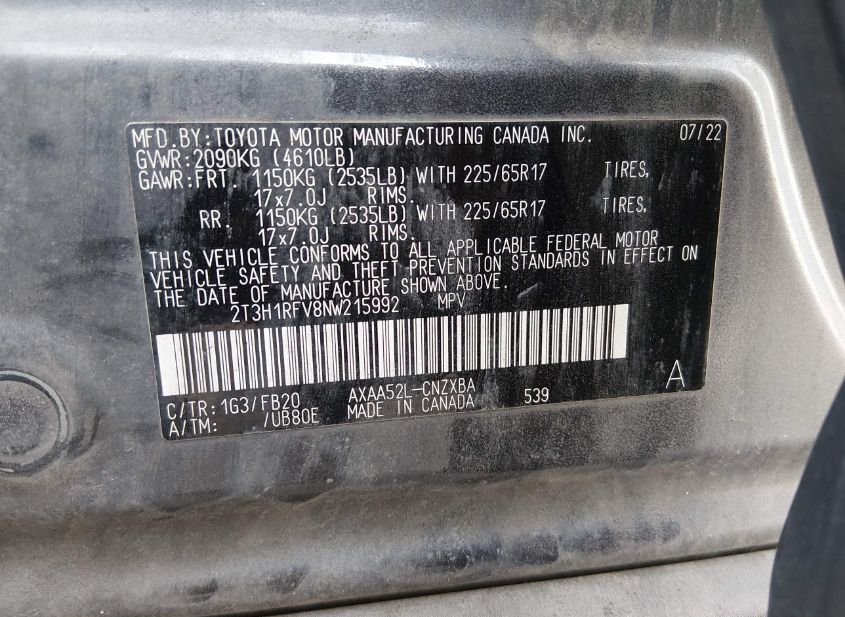 MFD.BY:TOYOTA MOTOR MANUFACTURING CANADA INC. 07/22
GVWR:2090KG (4610LB)
GAWR:FRT. 1150KG (2535LB) WITH 225/65R17 TIRES,
17x7.0J RIMS.
RR. 1150KG (2535LB) WITH 225/65R17 TIRES,
17x7.0J RIMS.
THIS VEHICLE CONFORMS TO ALL APPLICABLE FEDERAL MOTOR
VEHICLE SAFETY AND THEFT PREVENTION STANDARDS IN EFFECT ON
THE DATE OF MANUFACTURE SHOWN ABOVE.
2T3H1RFV8NW215992 MPV
C/TR: 1G3/FB20 AXAA52L-CNZXBA 539 A
A/TM: /UB80E MADE IN CANADA